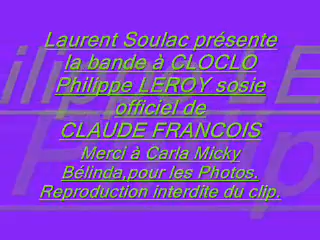 Laurent Soulac présente
la bande à CLOCLO
Philippe LEROY sosie
officiel de
CLAUDE FRANCOIS
Merci à Carla Micky
Bélinda,pour les Photos.
Reproduction interdite du clip.